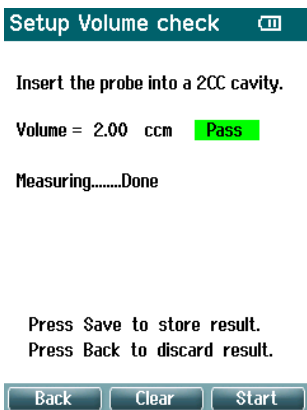 Setup Volume check
Insert the probe into a 2CC cavity.
Volume = 2.00 ccm Pass
Measuring........Done
Press Save to store result.
Press Back to discard result.
Back Clear Start